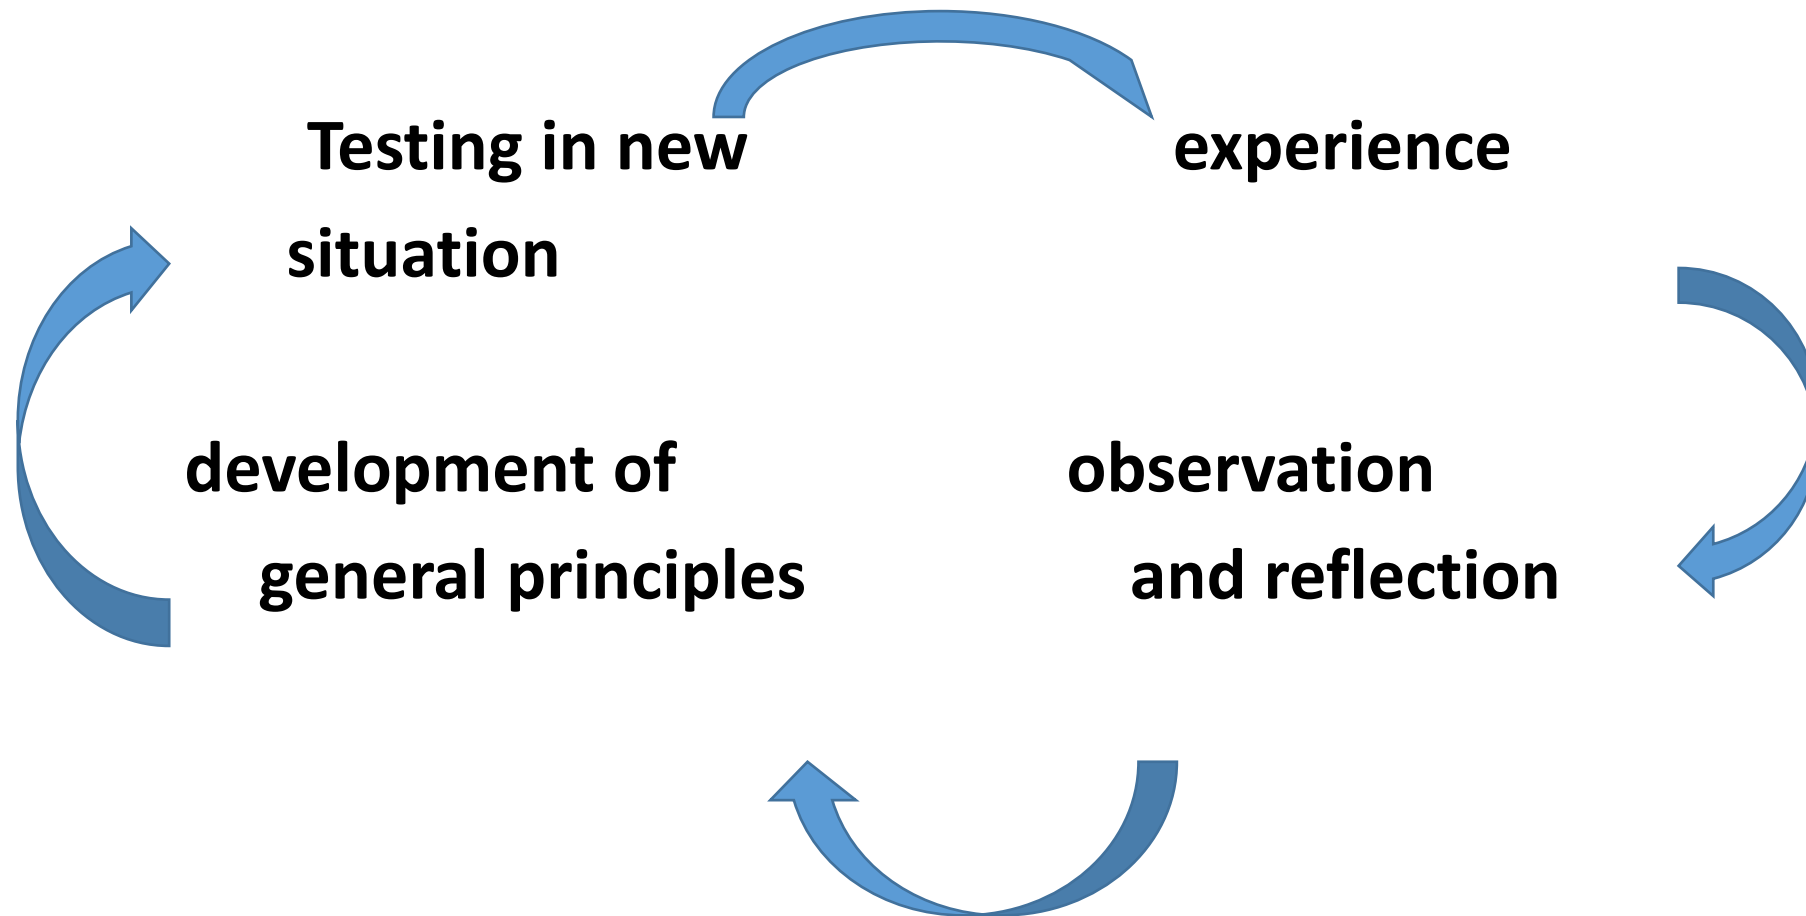 Testing in new
situation
experience
development of
general principles
observation
and reflection